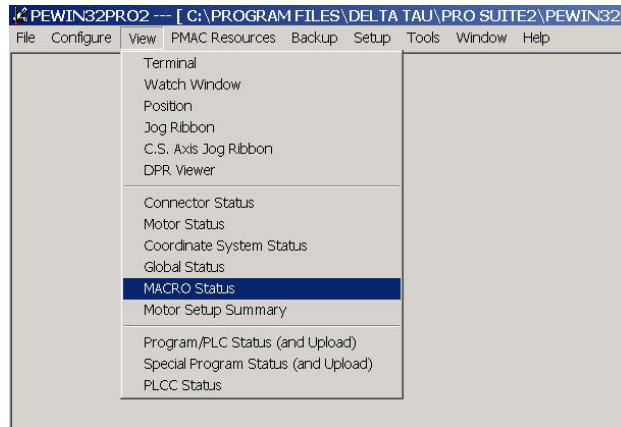 PEWIN32PRO2 --- [ C:\PROGRAM FILES\DELTA TAU\PRO SUITE2\PEWIN32
File Configure View PMAC Resources Backup Setup Tools Window Help
Terminal
Watch Window
Position
Jog Ribbon
C.S. Axis Jog Ribbon
DPR Viewer
Connector Status
Motor Status
Coordinate System Status
Global Status
MACRO Status
Motor Setup Summary
Program/PLC Status (and Upload)
Special Program Status (and Upload)
PLCC Status